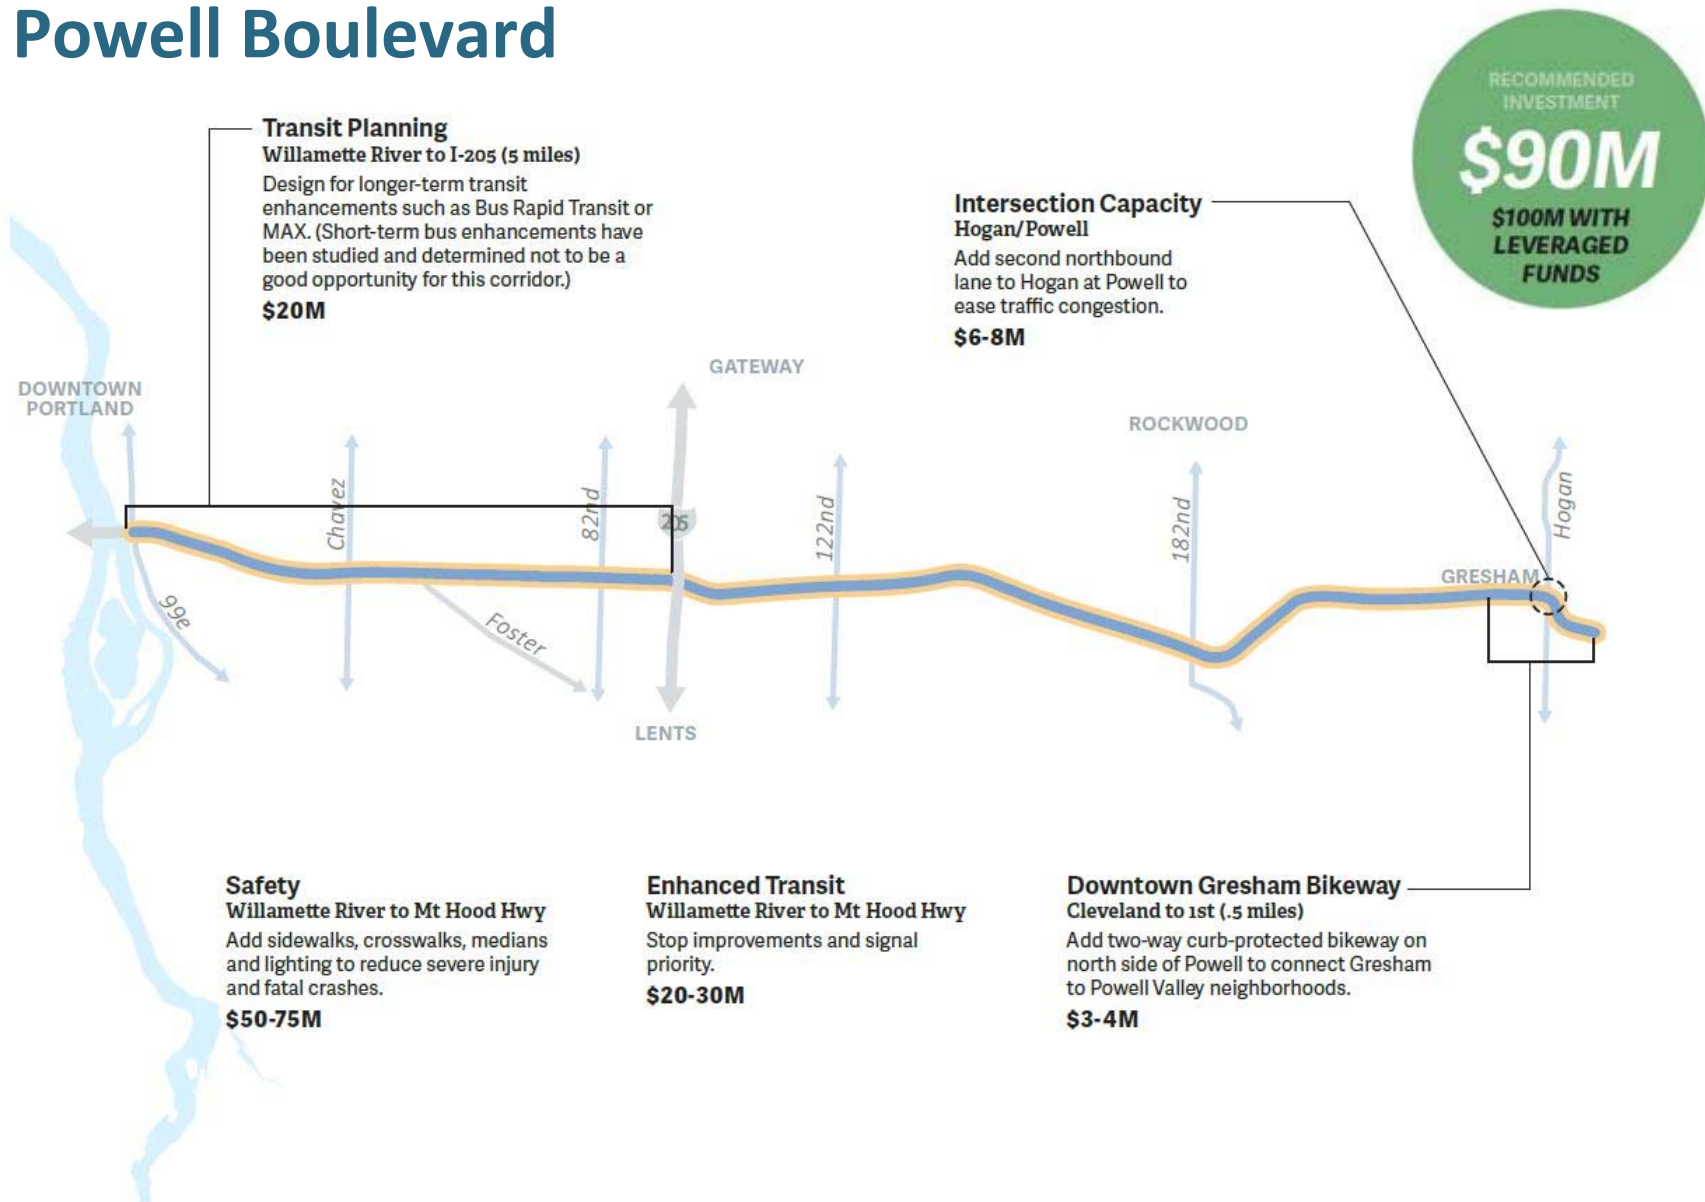 Powell Boulevard
RECOMMENDED
INVESTMENT
$90M
$100M WITH
LEVERAGED
FUNDS
Transit Planning
Willamette River to I-205 (5 miles)
Design for longer-term transit
enhancements such as Bus Rapid Transit or
MAX. (Short-term bus enhancements have
been studied and determined not to be a
good opportunity for this corridor.)
$20M
Intersection Capacity
Hogan/Powell
Add second northbound
lane to Hogan at Powell to
ease traffic congestion.
$6-8M
GATEWAY
DOWNTOWN
PORTLAND
ROCKWOOD
Chavez
82nd
205
122nd
182nd
Hogan
GRESHAM
99e
Foster
LENTS
Safety
Willamette River to Mt Hood Hwy
Add sidewalks, crosswalks, medians
and lighting to reduce severe injury
and fatal crashes.
$50-75M
Enhanced Transit
Willamette River to Mt Hood Hwy
Stop improvements and signal
priority.
$20-30M
Downtown Gresham Bikeway
Cleveland to 1st (.5 miles)
Add two-way curb-protected bikeway on
north side of Powell to connect Gresham
to Powell Valley neighborhoods.
$3-4M